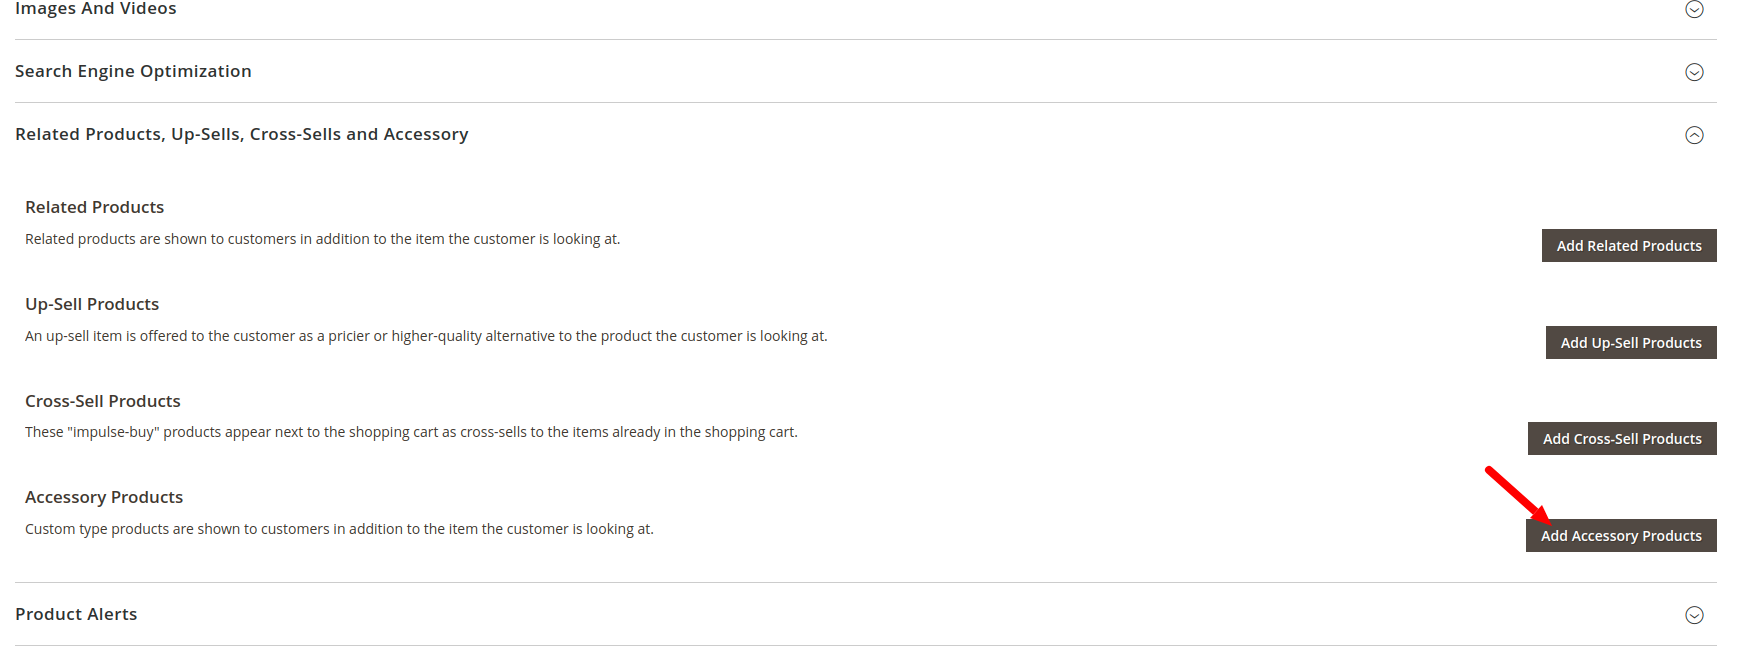 Images And Videos
Search Engine Optimization
Related Products, Up-Sells, Cross-Sells and Accessory
Related Products
Related products are shown to customers in addition to the item the customer is looking at.
Add Related Products
Up-Sell Products
An up-sell item is offered to the customer as a pricier or higher-quality alternative to the product the customer is looking at.
Add Up-Sell Products
Cross-Sell Products
These "impulse-buy" products appear next to the shopping cart as cross-sells to the items already in the shopping cart.
Add Cross-Sell Products
Accessory Products
Custom type products are shown to customers in addition to the item the customer is looking at.
Add Accessory Products
Product Alerts